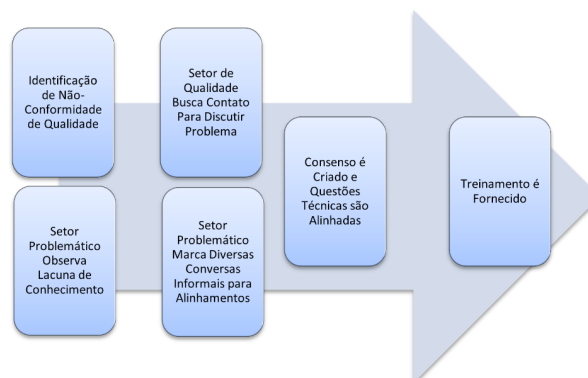 Identificação
de Não-
Conformidade
de Qualidade
Setor
Problemático
Observa
Lacuna de
Conhecimento
Setor de
Qualidade
Busca Contato
Para Discutir
Problema
Setor
Problemático
Marca Diversas
Conversas
Informais para
Alinhamentos
Consenso é
Criado e
Questões
Técnicas são
Alinhadas
Treinamento é
Fornecido